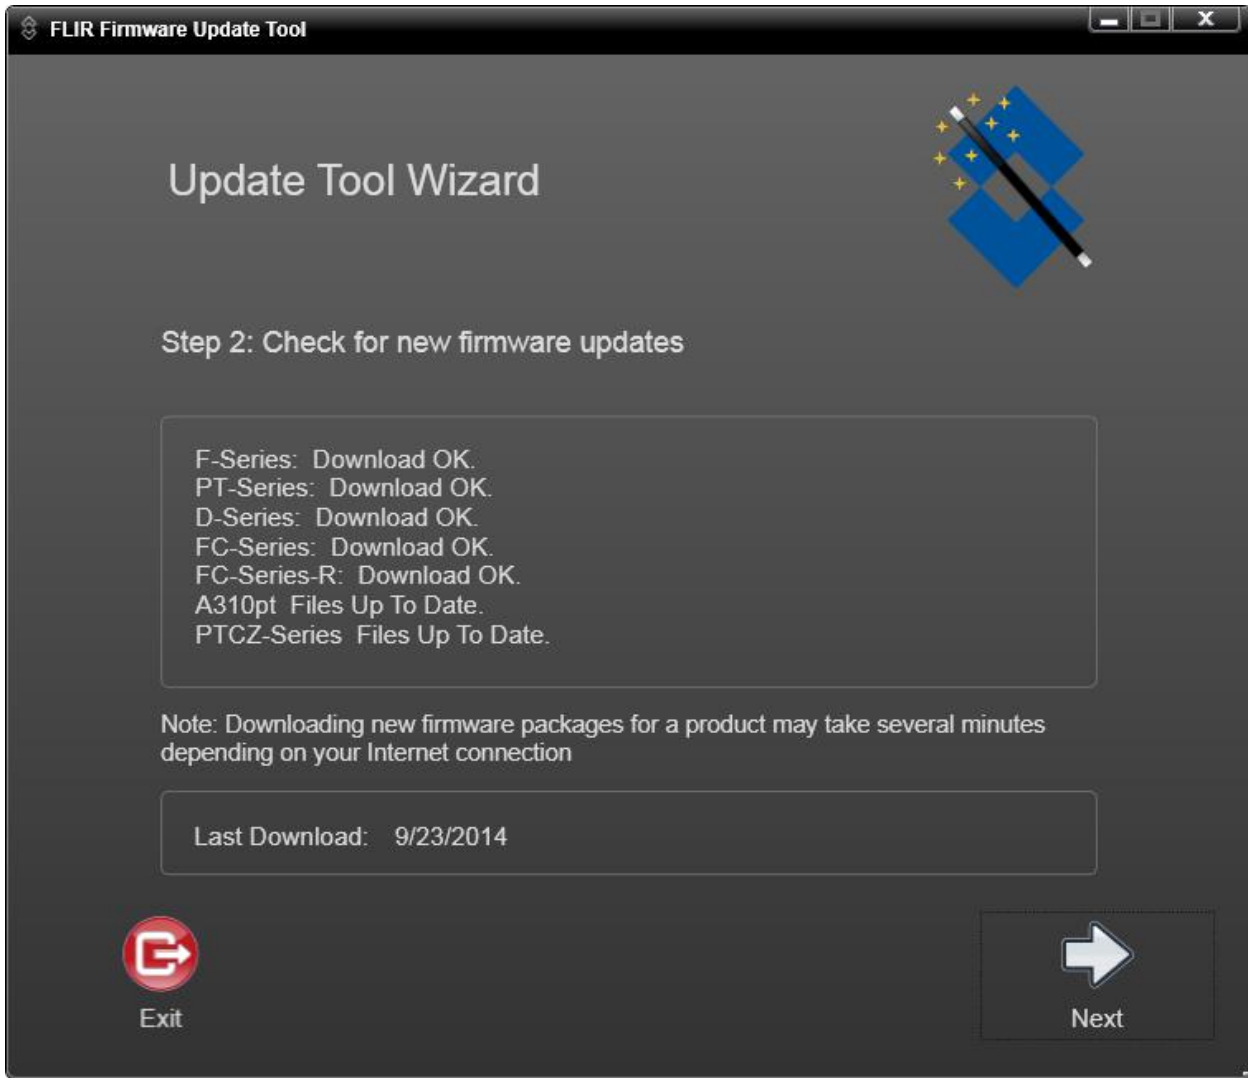 FLIR Firmware Update Tool
Update Tool Wizard
Step 2: Check for new firmware updates
F-Series:  Download OK.
PT-Series:  Download OK.
D-Series:  Download OK.
FC-Series:  Download OK.
FC-Series-R:  Download OK.
A310pt  Files Up To Date.
PTCZ-Series  Files Up To Date.
Note: Downloading new firmware packages for a product may take several minutes
depending on your Internet connection
Last Download:   9/23/2014
Exit
Next